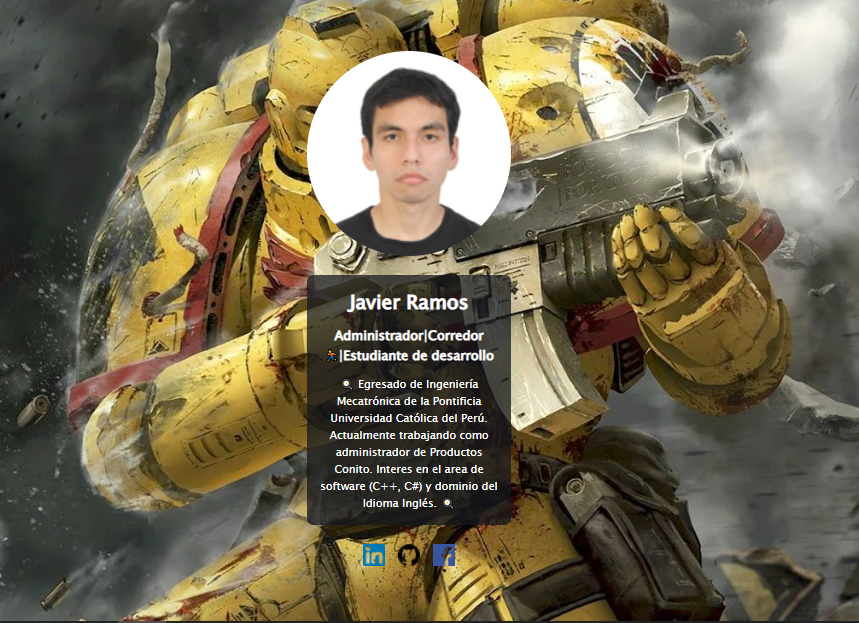 Javier Ramos
Administrador|Corredor
🏃|Estudiante de desarrollo
Egresado de Ingeniería
Mecatrónica de la Pontificia
Universidad Católica del Perú.
Actualmente trabajando como
administrador de Productos
Conito. Interes en el area de
software (C++, C#) y dominio del
Idioma Inglés.
in